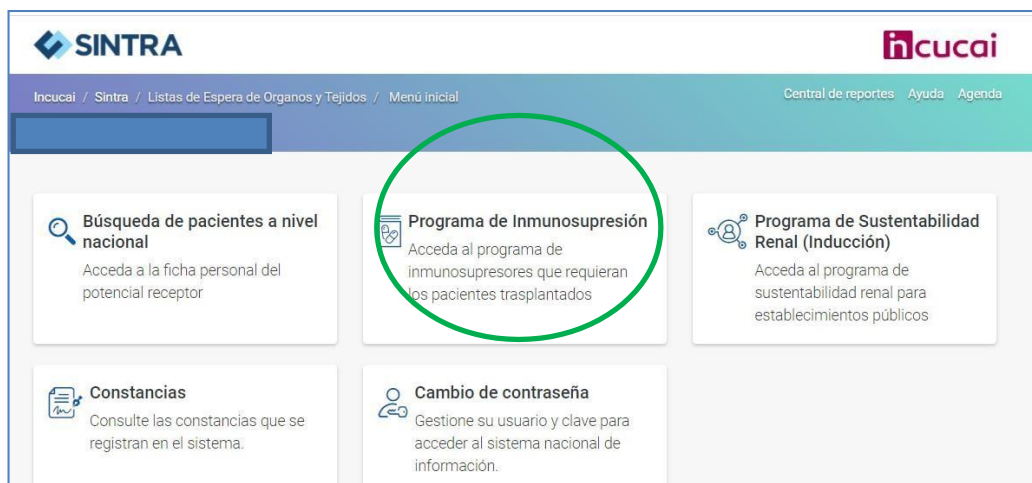 SINTRA
incucai
Incucai / Sintra / Listas de Espera de Organos y Tejidos / Menú inicial
Central de reportes Ayuda Agenda
Búsqueda de pacientes a nivel
nacional
Acceda a la ficha personal del
potencial receptor
Programa de Inmunosupresión
Acceda al programa de
inmunosupresores que requieran
los pacientes trasplantados
Programa de Sustentabilidad
Renal (Inducción)
Acceda al programa de
sustentabilidad renal para
establecimientos públicos
Constancias
Consulte las constancias que se
registran en el sistema.
Cambio de contraseña
Gestione su usuario y clave para
acceder al sistema nacional de
información.